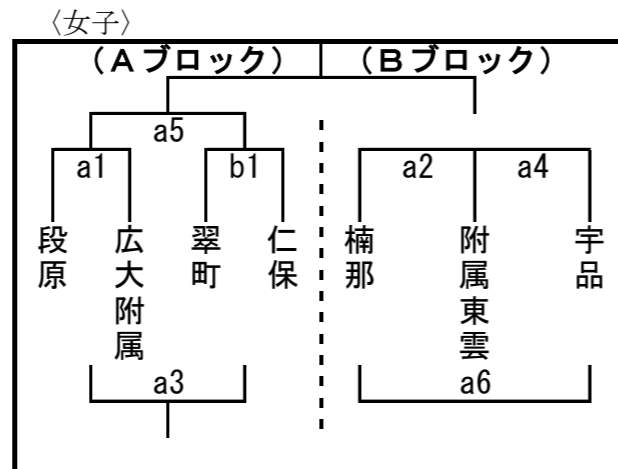 〈女子〉
(Aブロック) (Bブロック)
a5
a1 b1 a2 a4
段原 広大附属 翠町 仁保 楠那 附属東雲 宇品
a3 a6